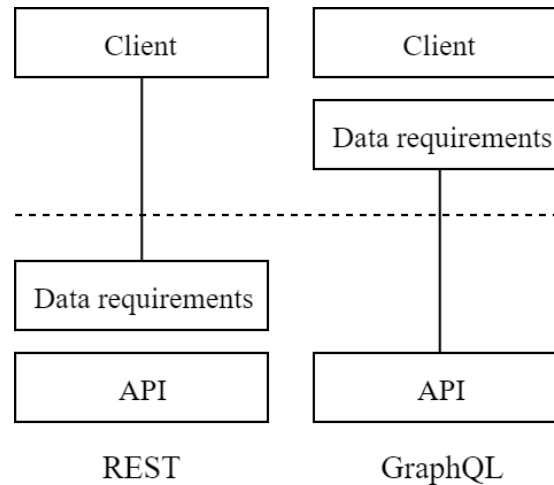 Client
Client
Data requirements
Data requirements
API
API
REST
GraphQL